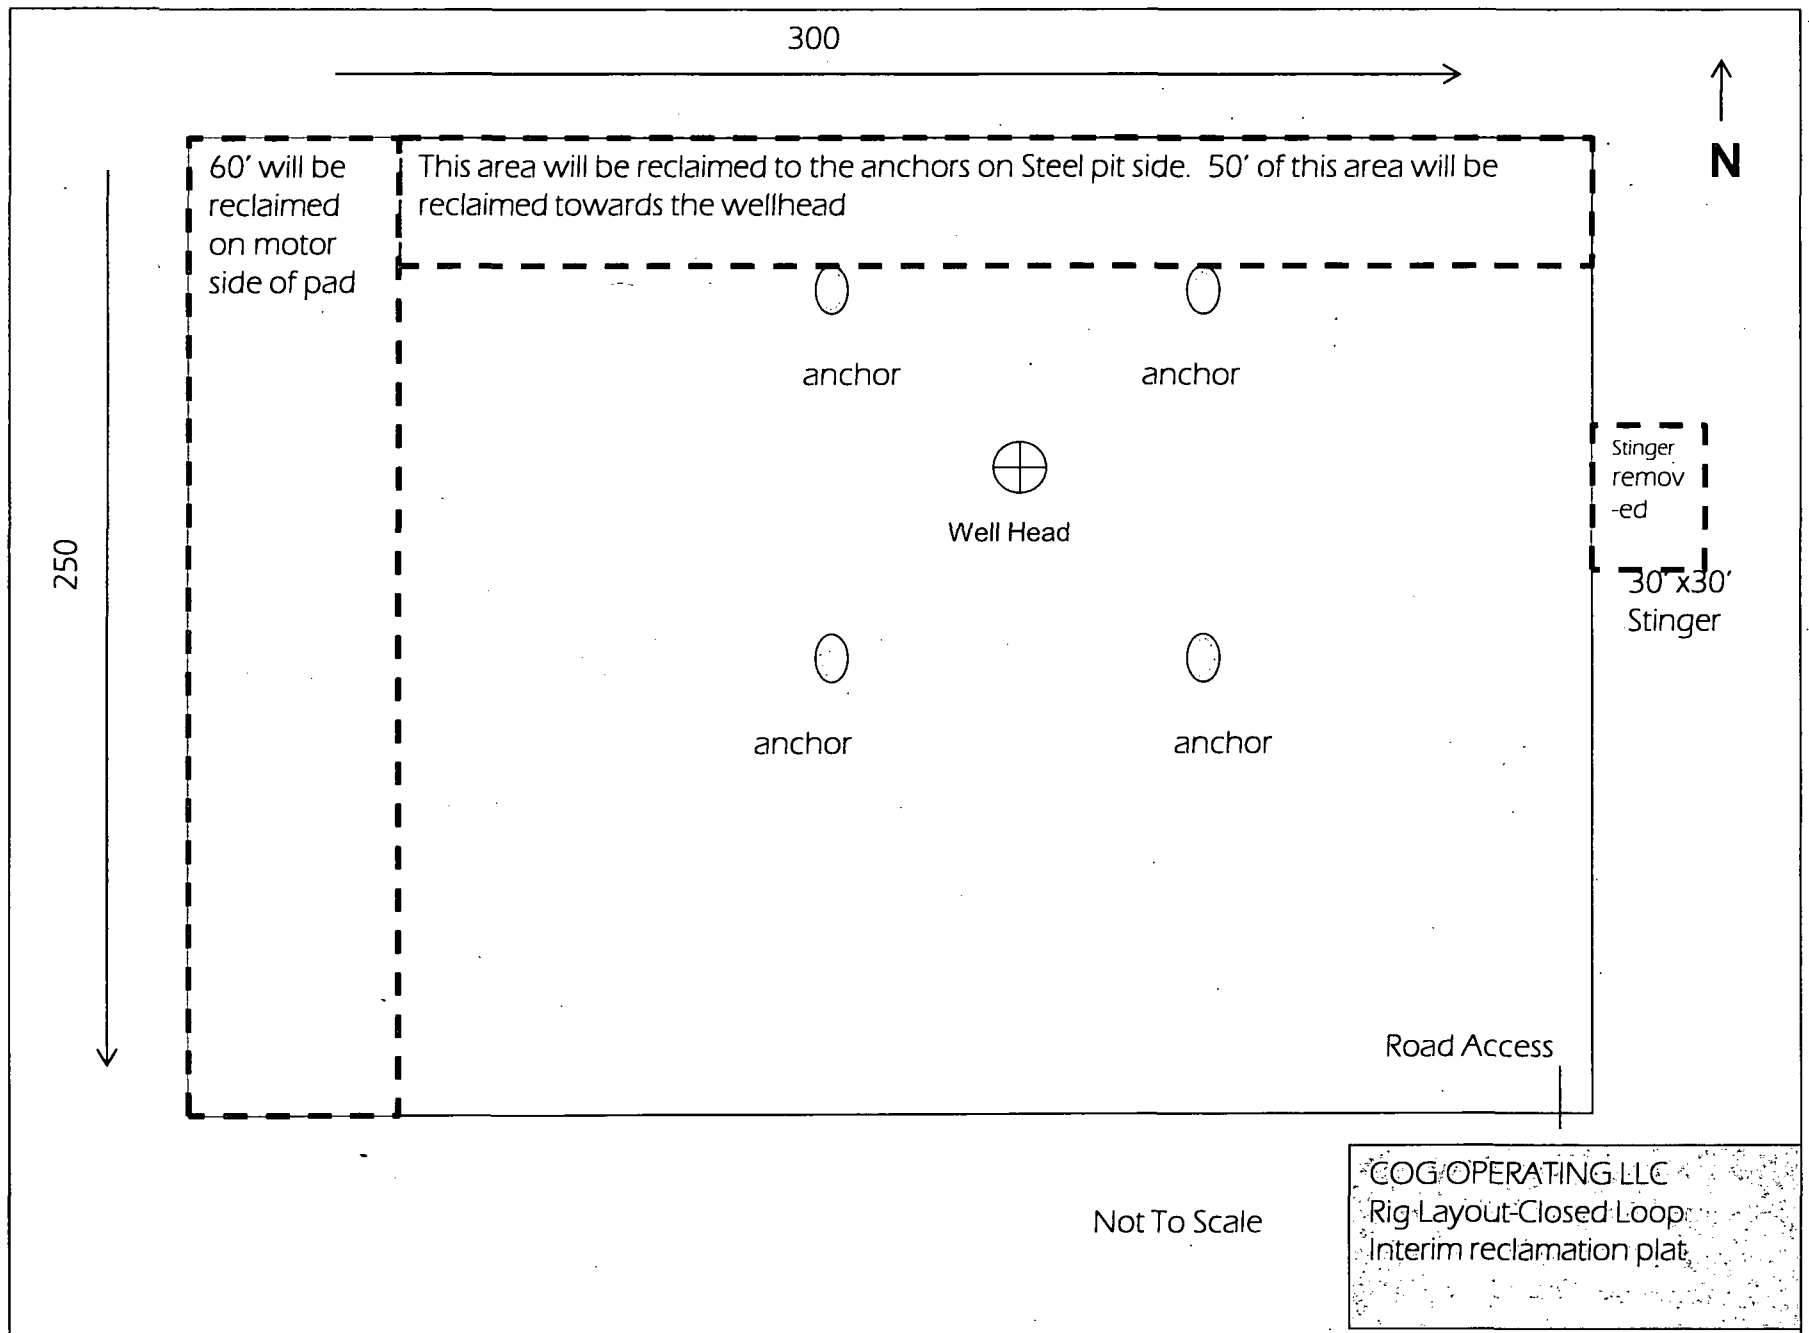 300
N
60' will be
reclaimed
on motor
side of pad
This area will be reclaimed to the anchors on Steel pit side. 50' of this area will be
reclaimed towards the wellhead
anchor
anchor
Stinger
remov
-ed
Well Head
250
30' x30'
Stinger
anchor
anchor
Road Access
Not To Scale
COG OPERATING LLC
Rig Layout-Closed Loop
Interim reclamation plat